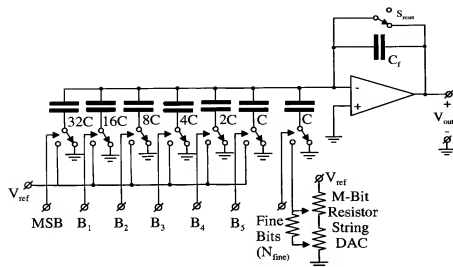 S_reset
C_f
32C 16C 8C 4C 2C C C
V_out
+
-
V_ref
MSB B_1 B_2 B_3 B_4 B_5
Fine
Bits
(N_fine)
V_ref
M-Bit
Resistor
String
DAC